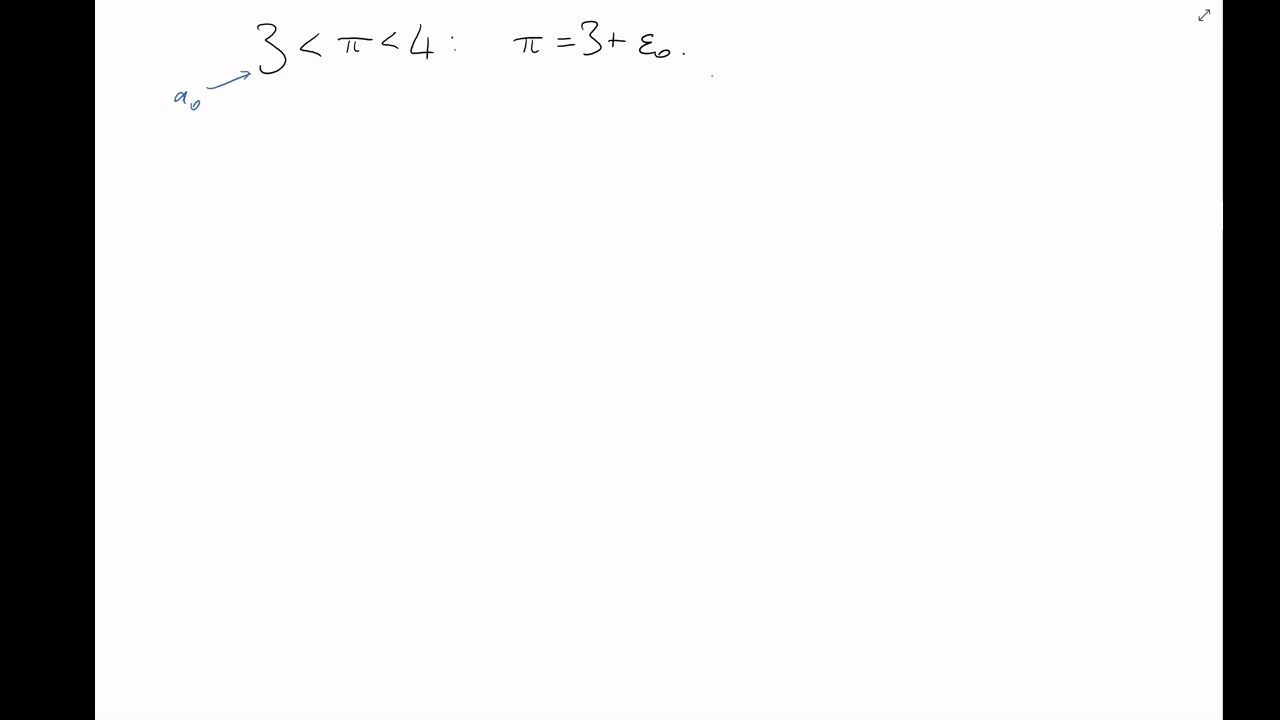 3 < π < 4 : π = 3 + ε₀.
a₀